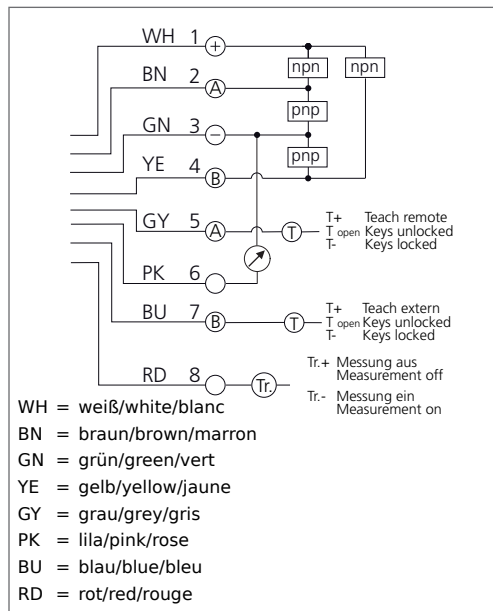 WH 1 +
npn npn
BN 2 A
pnp
GN 3 −
pnp
YE 4 B
GY 5 A T
T+ Teach remote
T open Keys unlocked
T- Keys locked
PK 6
BU 7 B T
T+ Teach extern
T open Keys unlocked
T- Keys locked
RD 8 Tr.
Tr.+ Messung aus
Measurement off
Tr.- Messung ein
Measurement on
WH = weiß/white/blanc
BN = braun/brown/marron
GN = grün/green/vert
YE = gelb/yellow/jaune
GY = grau/grey/gris
PK = lila/pink/rose
BU = blau/blue/bleu
RD = rot/red/rouge